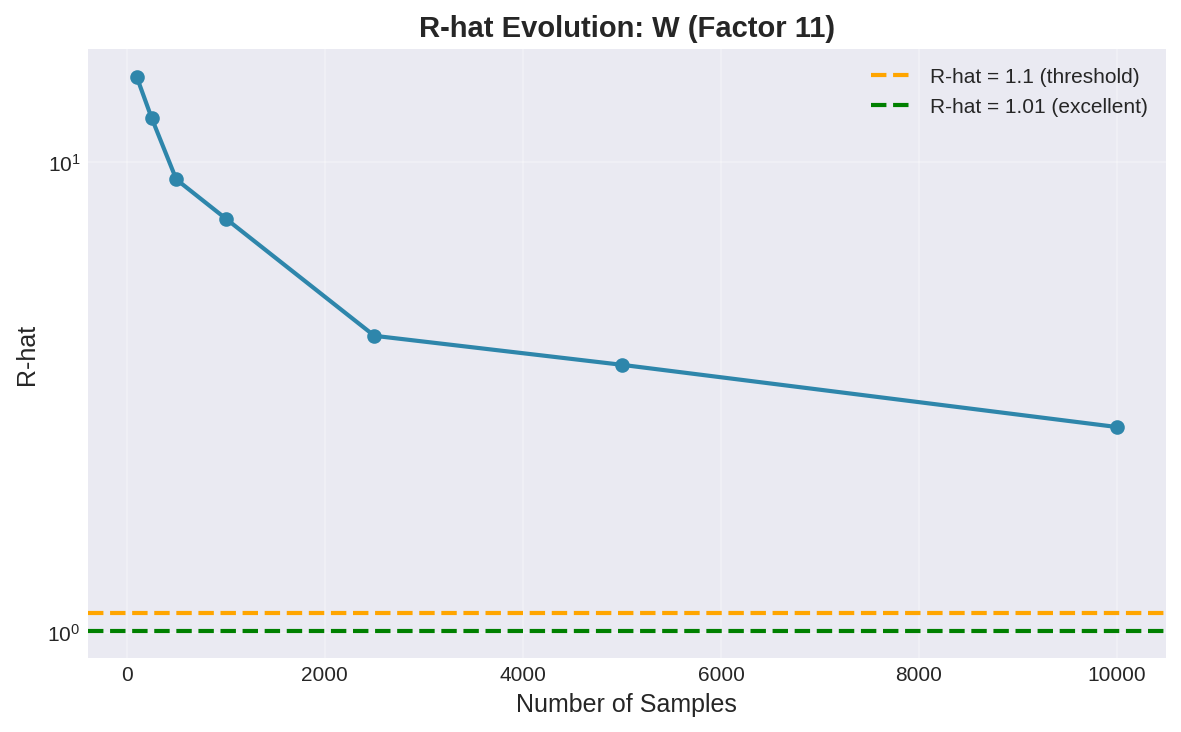 R-hat Evolution: W (Factor 11)
R-hat = 1.1 (threshold)
R-hat = 1.01 (excellent)
10¹
10⁰
R-hat
0 2000 4000 6000 8000 10000
Number of Samples